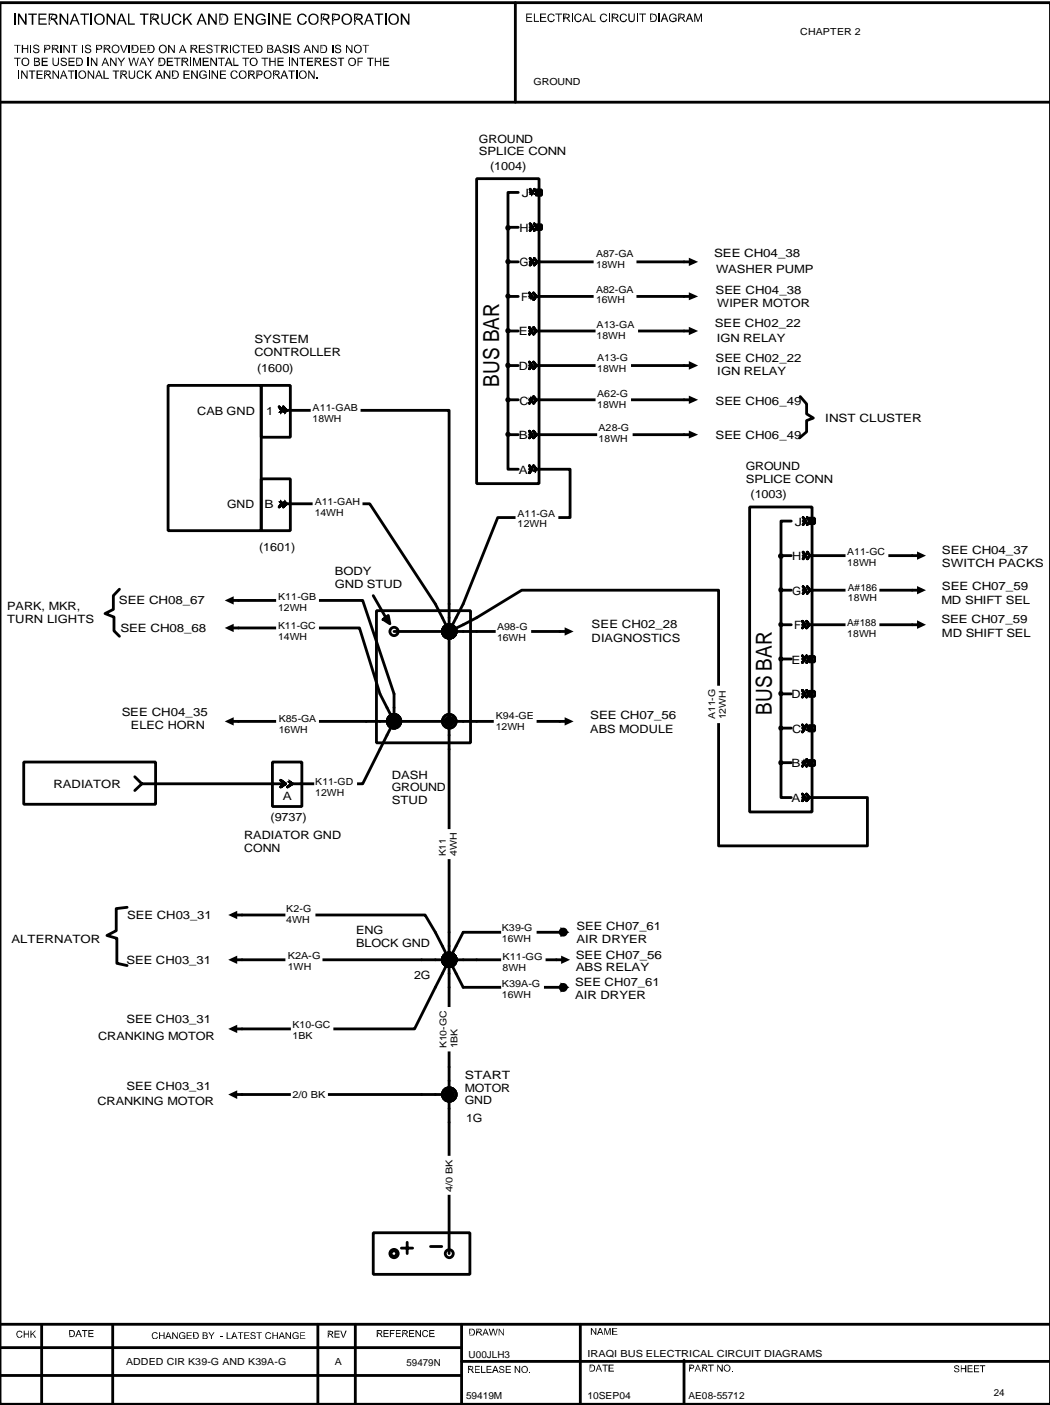 INTERNATIONAL TRUCK AND ENGINE CORPORATION
THIS PRINT IS PROVIDED ON A RESTRICTED BASIS AND IS NOT
TO BE USED IN ANY WAY DETRIMENTAL TO THE INTEREST OF THE
INTERNATIONAL TRUCK AND ENGINE CORPORATION.
ELECTRICAL CIRCUIT DIAGRAM
CHAPTER 2
GROUND
GROUND
SPLICE CONN
(1004)
BUS BAR
J
H
G
F
E
D
C
B
A
A87-GA
18WH
SEE CH04_38
WASHER PUMP
A82-GA
16WH
SEE CH04_38
WIPER MOTOR
A13-GA
18WH
SEE CH02_22
IGN RELAY
A13-G
18WH
SEE CH02_22
IGN RELAY
A62-G
18WH
SEE CH06_49
A28-G
18WH
SEE CH06_49
INST CLUSTER
A11-GA
12WH
SYSTEM
CONTROLLER
(1600)
CAB GND
1
A11-GAB
18WH
GND
B
A11-GAH
14WH
(1601)
GROUND
SPLICE CONN
(1003)
BUS BAR
J
H
G
F
E
D
C
B
A
A11-GC
18WH
SEE CH04_37
SWITCH PACKS
A#186
18WH
SEE CH07_59
MD SHIFT SEL
A#188
18WH
SEE CH07_59
MD SHIFT SEL
A11-G
12WH
BODY
GND STUD
PARK, MKR,
TURN LIGHTS
SEE CH08_67
K11-GB
12WH
SEE CH08_68
K11-GC
14WH
A98-G
16WH
SEE CH02_28
DIAGNOSTICS
SEE CH04_35
ELEC HORN
K85-GA
16WH
K94-GE
12WH
SEE CH07_56
ABS MODULE
RADIATOR
A
K11-GD
12WH
(9737)
RADIATOR GND
CONN
DASH
GROUND
STUD
K11
4WH
ALTERNATOR
SEE CH03_31
K2-G
4WH
SEE CH03_31
K2A-G
1WH
ENG
BLOCK GND
2G
K39-G
16WH
SEE CH07_61
AIR DRYER
K11-GG
8WH
SEE CH07_56
ABS RELAY
K39A-G
16WH
SEE CH07_61
AIR DRYER
SEE CH03_31
CRANKING MOTOR
K10-GC
1BK
K10-GC
1BK
SEE CH03_31
CRANKING MOTOR
2/0 BK
START
MOTOR
GND
1G
4/0 BK
+ -
CHK DATE CHANGED BY - LATEST CHANGE REV REFERENCE DRAWN NAME
ADDED CIR K39-G AND K39A-G A 59479N U00JLH3 IRAQI BUS ELECTRICAL CIRCUIT DIAGRAMS
RELEASE NO. DATE PART NO. SHEET
59419M 10SEP04 AE08-55712 24